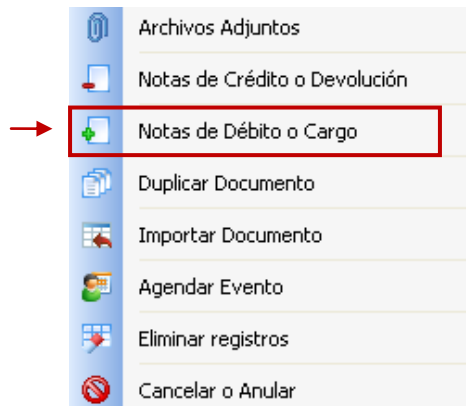 Archivos Adjuntos
Notas de Crédito o Devolución
Notas de Débito o Cargo
Duplicar Documento
Importar Documento
Agendar Evento
Eliminar registros
Cancelar o Anular